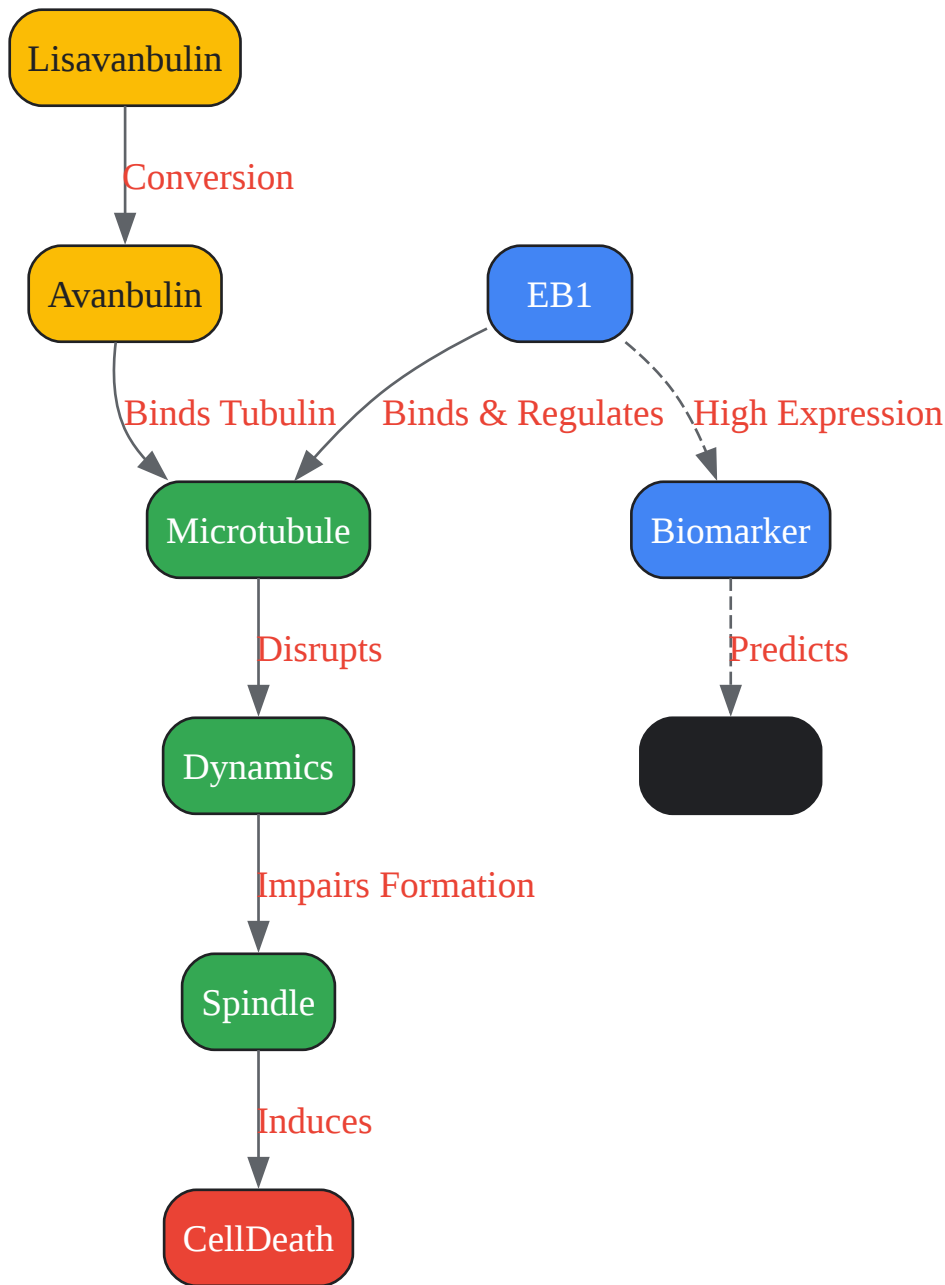 Lisavanbulin
Conversion
Avanbulin
EB1
Binds Tubulin
Binds & Regulates
High Expression
Microtubule
Biomarker
Disrupts
Predicts
Dynamics
Impairs Formation
Spindle
Induces
CellDeath